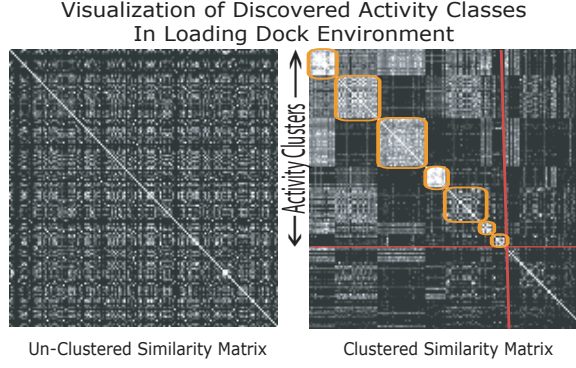 Visualization of Discovered Activity Classes
In Loading Dock Environment
Activity Clusters
Un-Clustered Similarity Matrix
Clustered Similarity Matrix